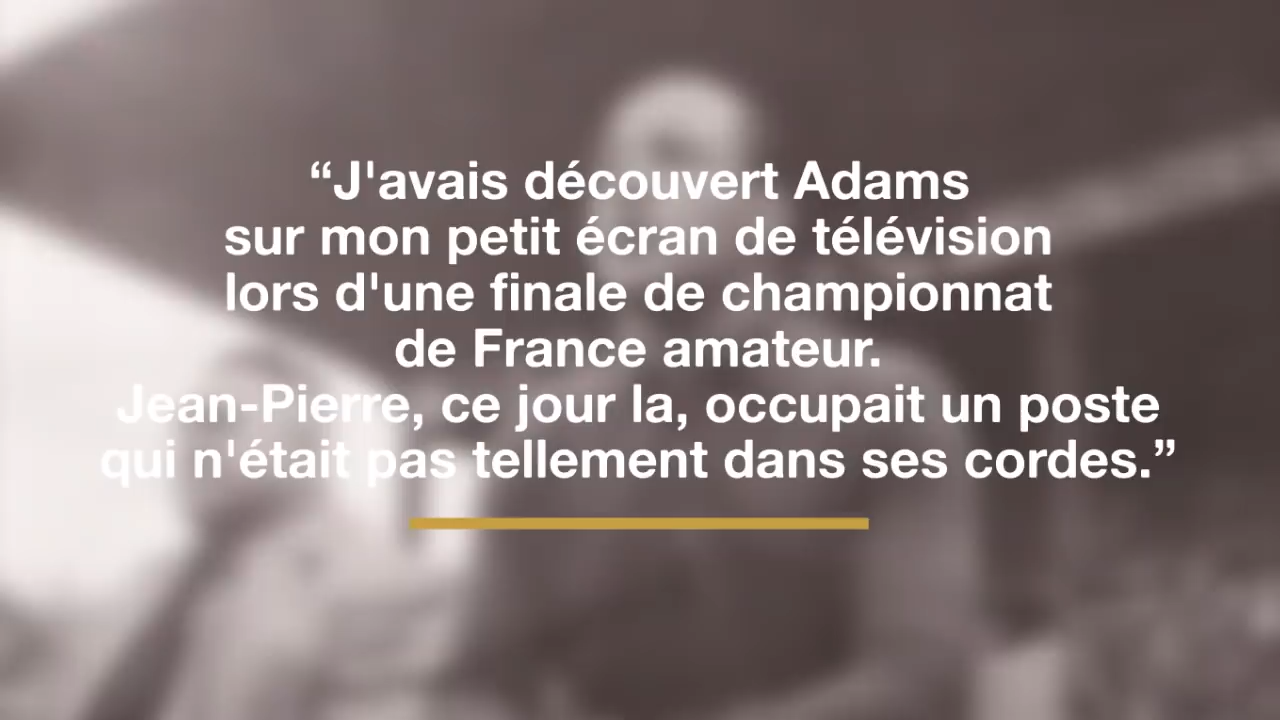 “J'avais découvert Adams
sur mon petit écran de télévision
lors d'une finale de championnat
de France amateur.
Jean-Pierre, ce jour la, occupait un poste
qui n'était pas tellement dans ses cordes.”